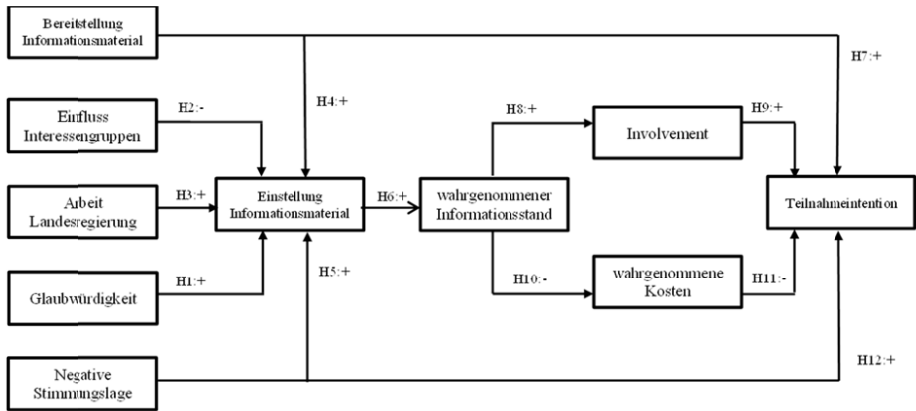 Bereitstellung
Informationsmaterial
H7:+
H4:+
Einfluss
Interessengruppen
H2:-
H8:+
Involvement
H9:+
Arbeit
Landesregierung
H3:+
Einstellung
Informationsmaterial
H6:+
wahrgenommener
Informationsstand
Teilnahmeintention
Glaubwürdigkeit
H1:+
H5:+
H10:-
wahrgenommene
Kosten
H11:-
Negative
Stimmungslage
H12:+